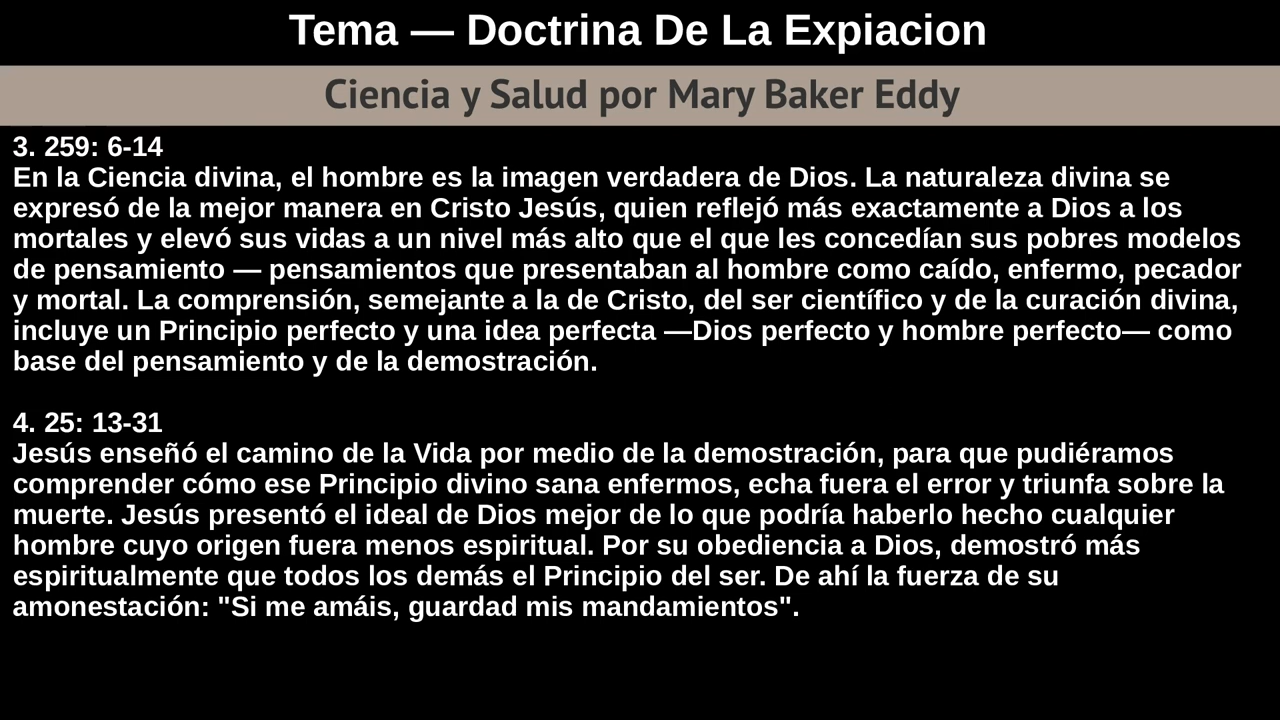 Tema — Doctrina De La Expiacion
Ciencia y Salud por Mary Baker Eddy
3. 259: 6-14
En la Ciencia divina, el hombre es la imagen verdadera de Dios. La naturaleza divina se
expresó de la mejor manera en Cristo Jesús, quien reflejó más exactamente a Dios a los
mortales y elevó sus vidas a un nivel más alto que el que les concedían sus pobres modelos
de pensamiento — pensamientos que presentaban al hombre como caído, enfermo, pecador
y mortal. La comprensión, semejante a la de Cristo, del ser científico y de la curación divina,
incluye un Principio perfecto y una idea perfecta —Dios perfecto y hombre perfecto— como
base del pensamiento y de la demostración.
4. 25: 13-31
Jesús enseñó el camino de la Vida por medio de la demostración, para que pudiéramos
comprender cómo ese Principio divino sana enfermos, echa fuera el error y triunfa sobre la
muerte. Jesús presentó el ideal de Dios mejor de lo que podría haberlo hecho cualquier
hombre cuyo origen fuera menos espiritual. Por su obediencia a Dios, demostró más
espiritualmente que todos los demás el Principio del ser. De ahí la fuerza de su
amonestación: "Si me amáis, guardad mis mandamientos".